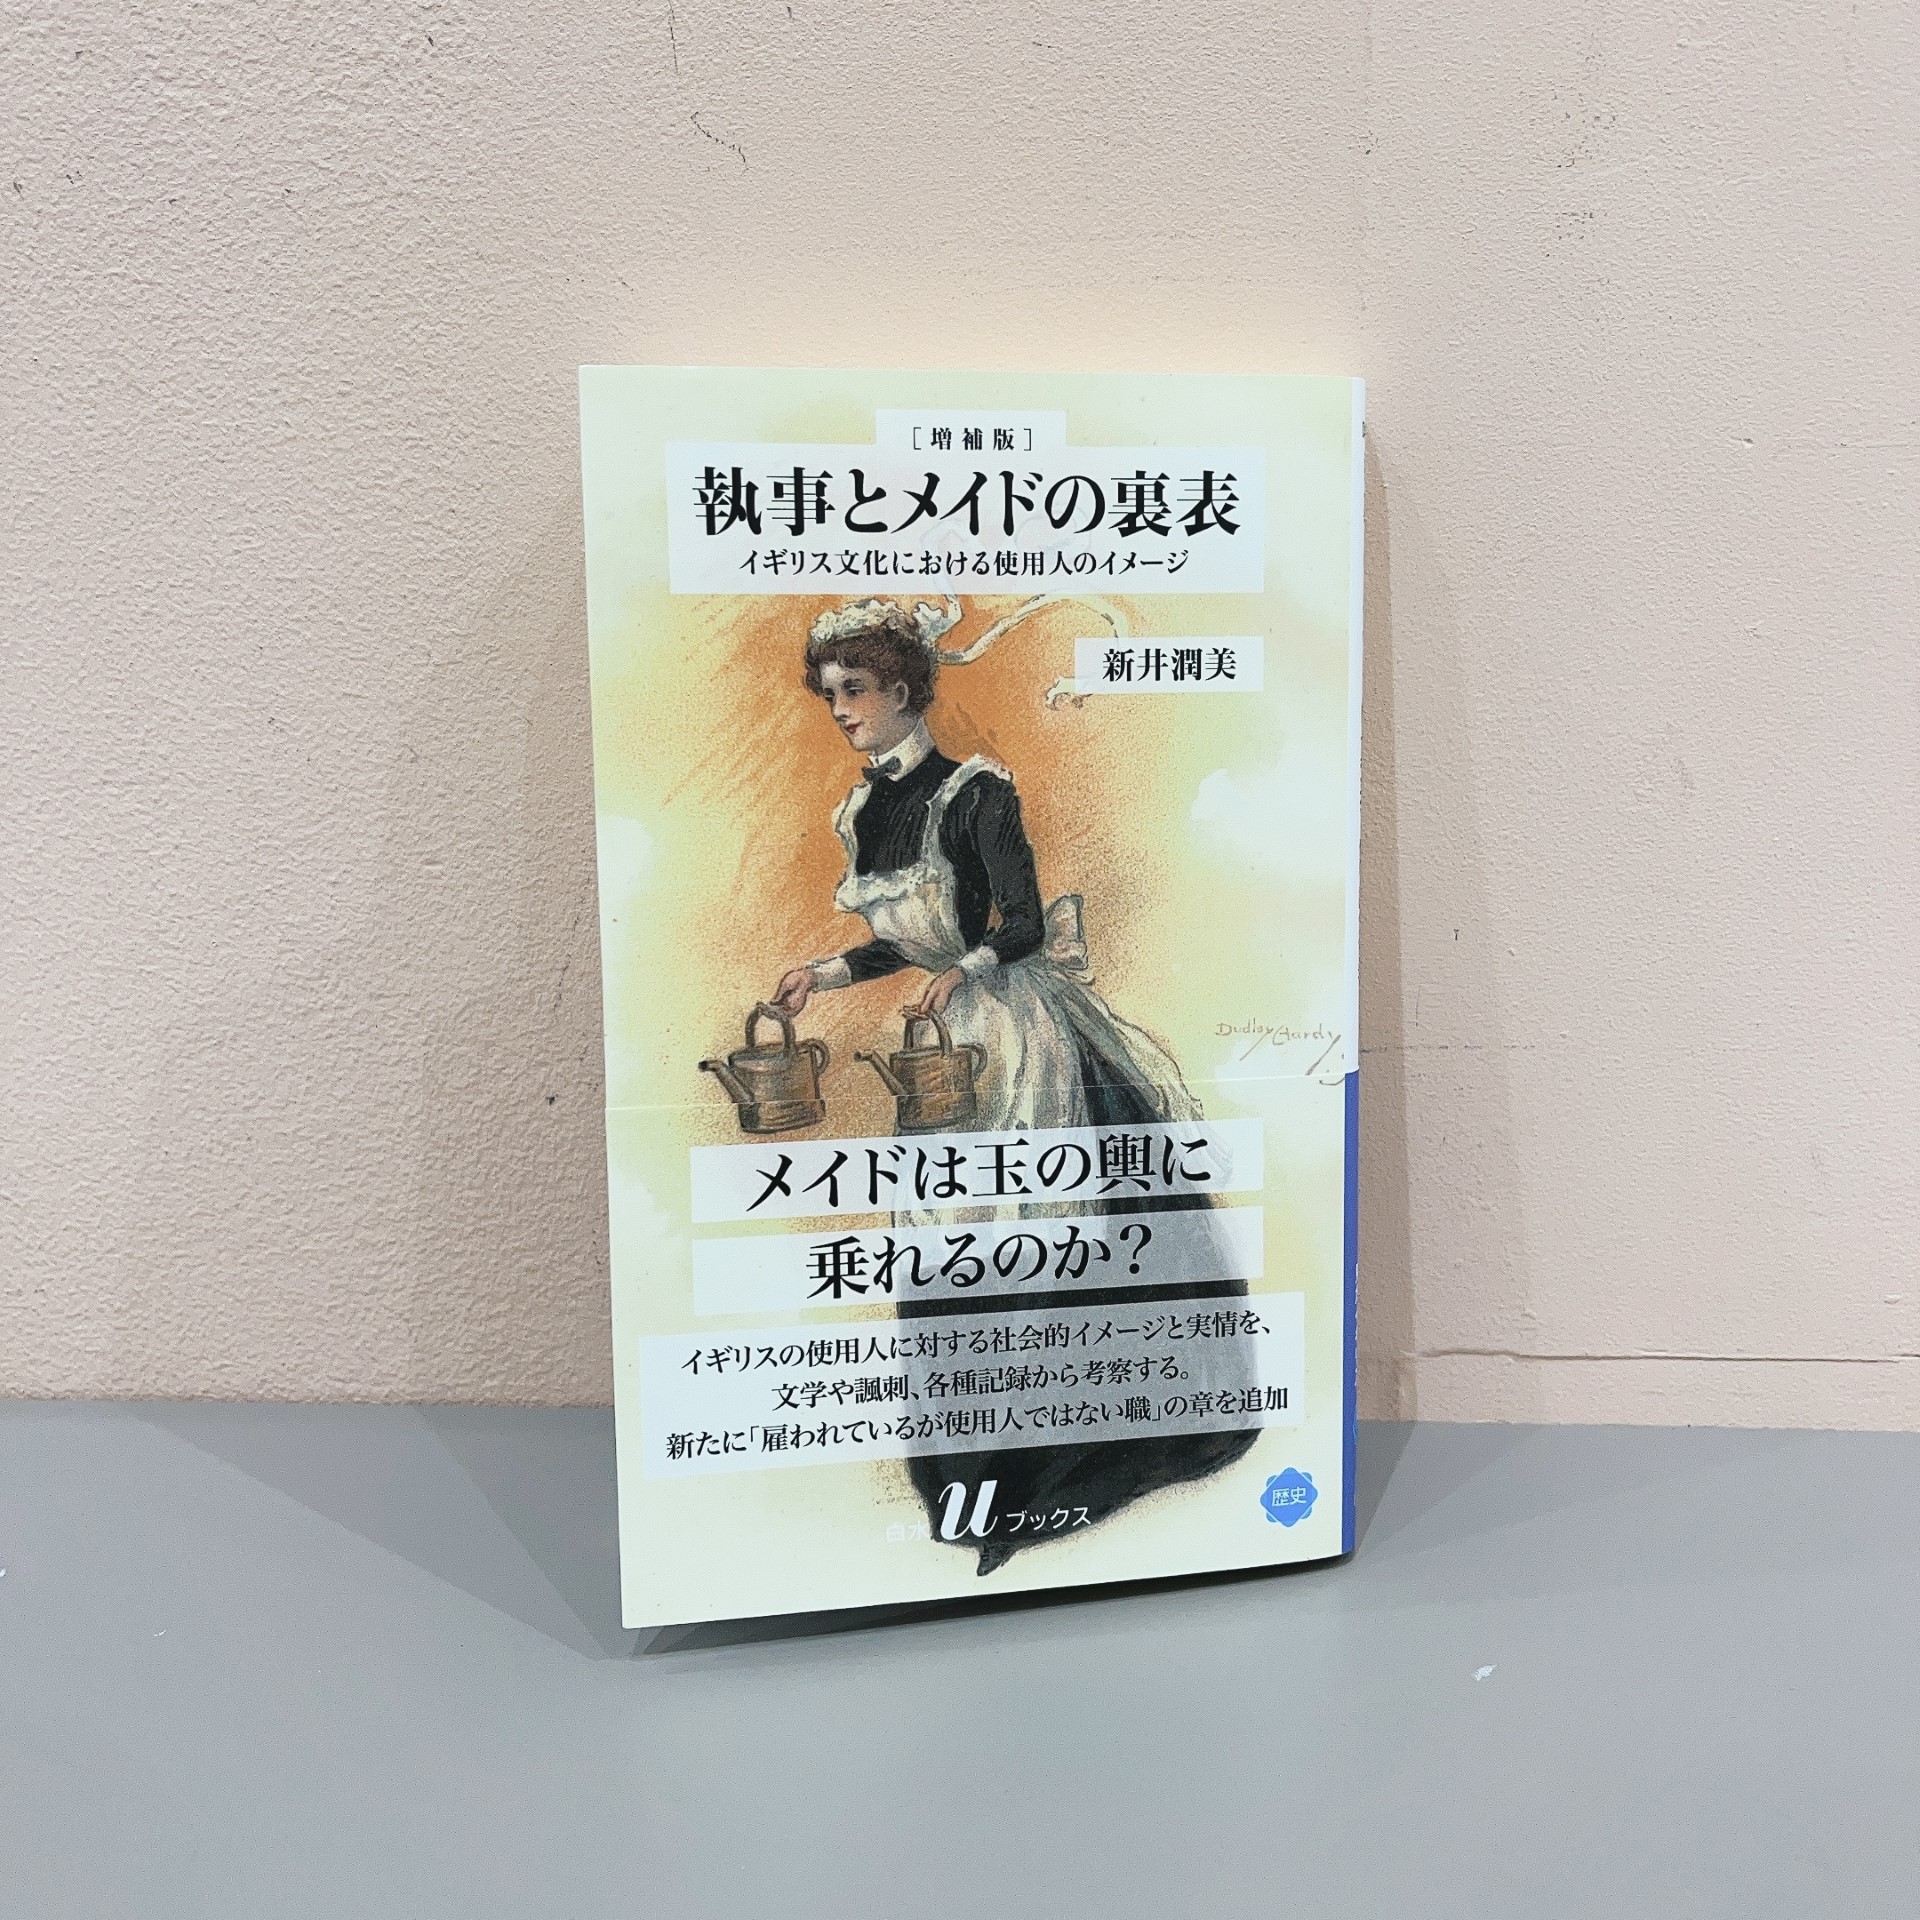 [増補版]
執事とメイドの裏表
イギリス文化における使用人のイメージ
新井潤美
Dudley Hardy
メイドは玉の輿に
乗れるのか?
イギリスの使用人に対する社会的イメージと実情を、
文学や諷刺、各種記録から考察する。
新たに「雇われているが使用人ではない職」の章を追加
白水uブックス
歴史